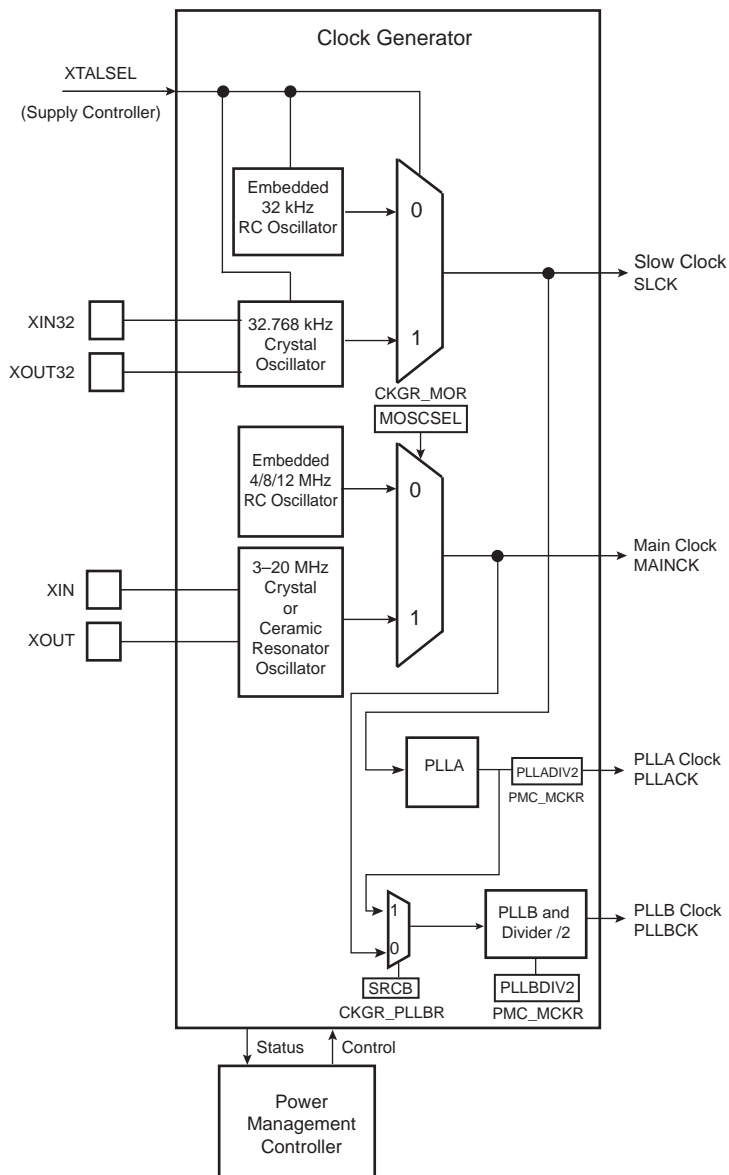 Clock Generator
XTALSEL
(Supply Controller)
Embedded
32 kHz
RC Oscillator
0
Slow Clock
SLCK
XIN32
32.768 kHz
Crystal
Oscillator
1
XOUT32
CKGR_MOR
MOSCSEL
Embedded
4/8/12 MHz
RC Oscillator
0
Main Clock
MAINCK
XIN
3–20 MHz
Crystal
or
Ceramic
Resonator
Oscillator
1
XOUT
PLLA
PLLADIV2
PMC_MCKR
PLLA Clock
PLLACK
1
0
PLLB and
Divider /2
PLLB Clock
PLLBCK
SRCB
CKGR_PLLBR
PLLBDIV2
PMC_MCKR
Status
Control
Power
Management
Controller